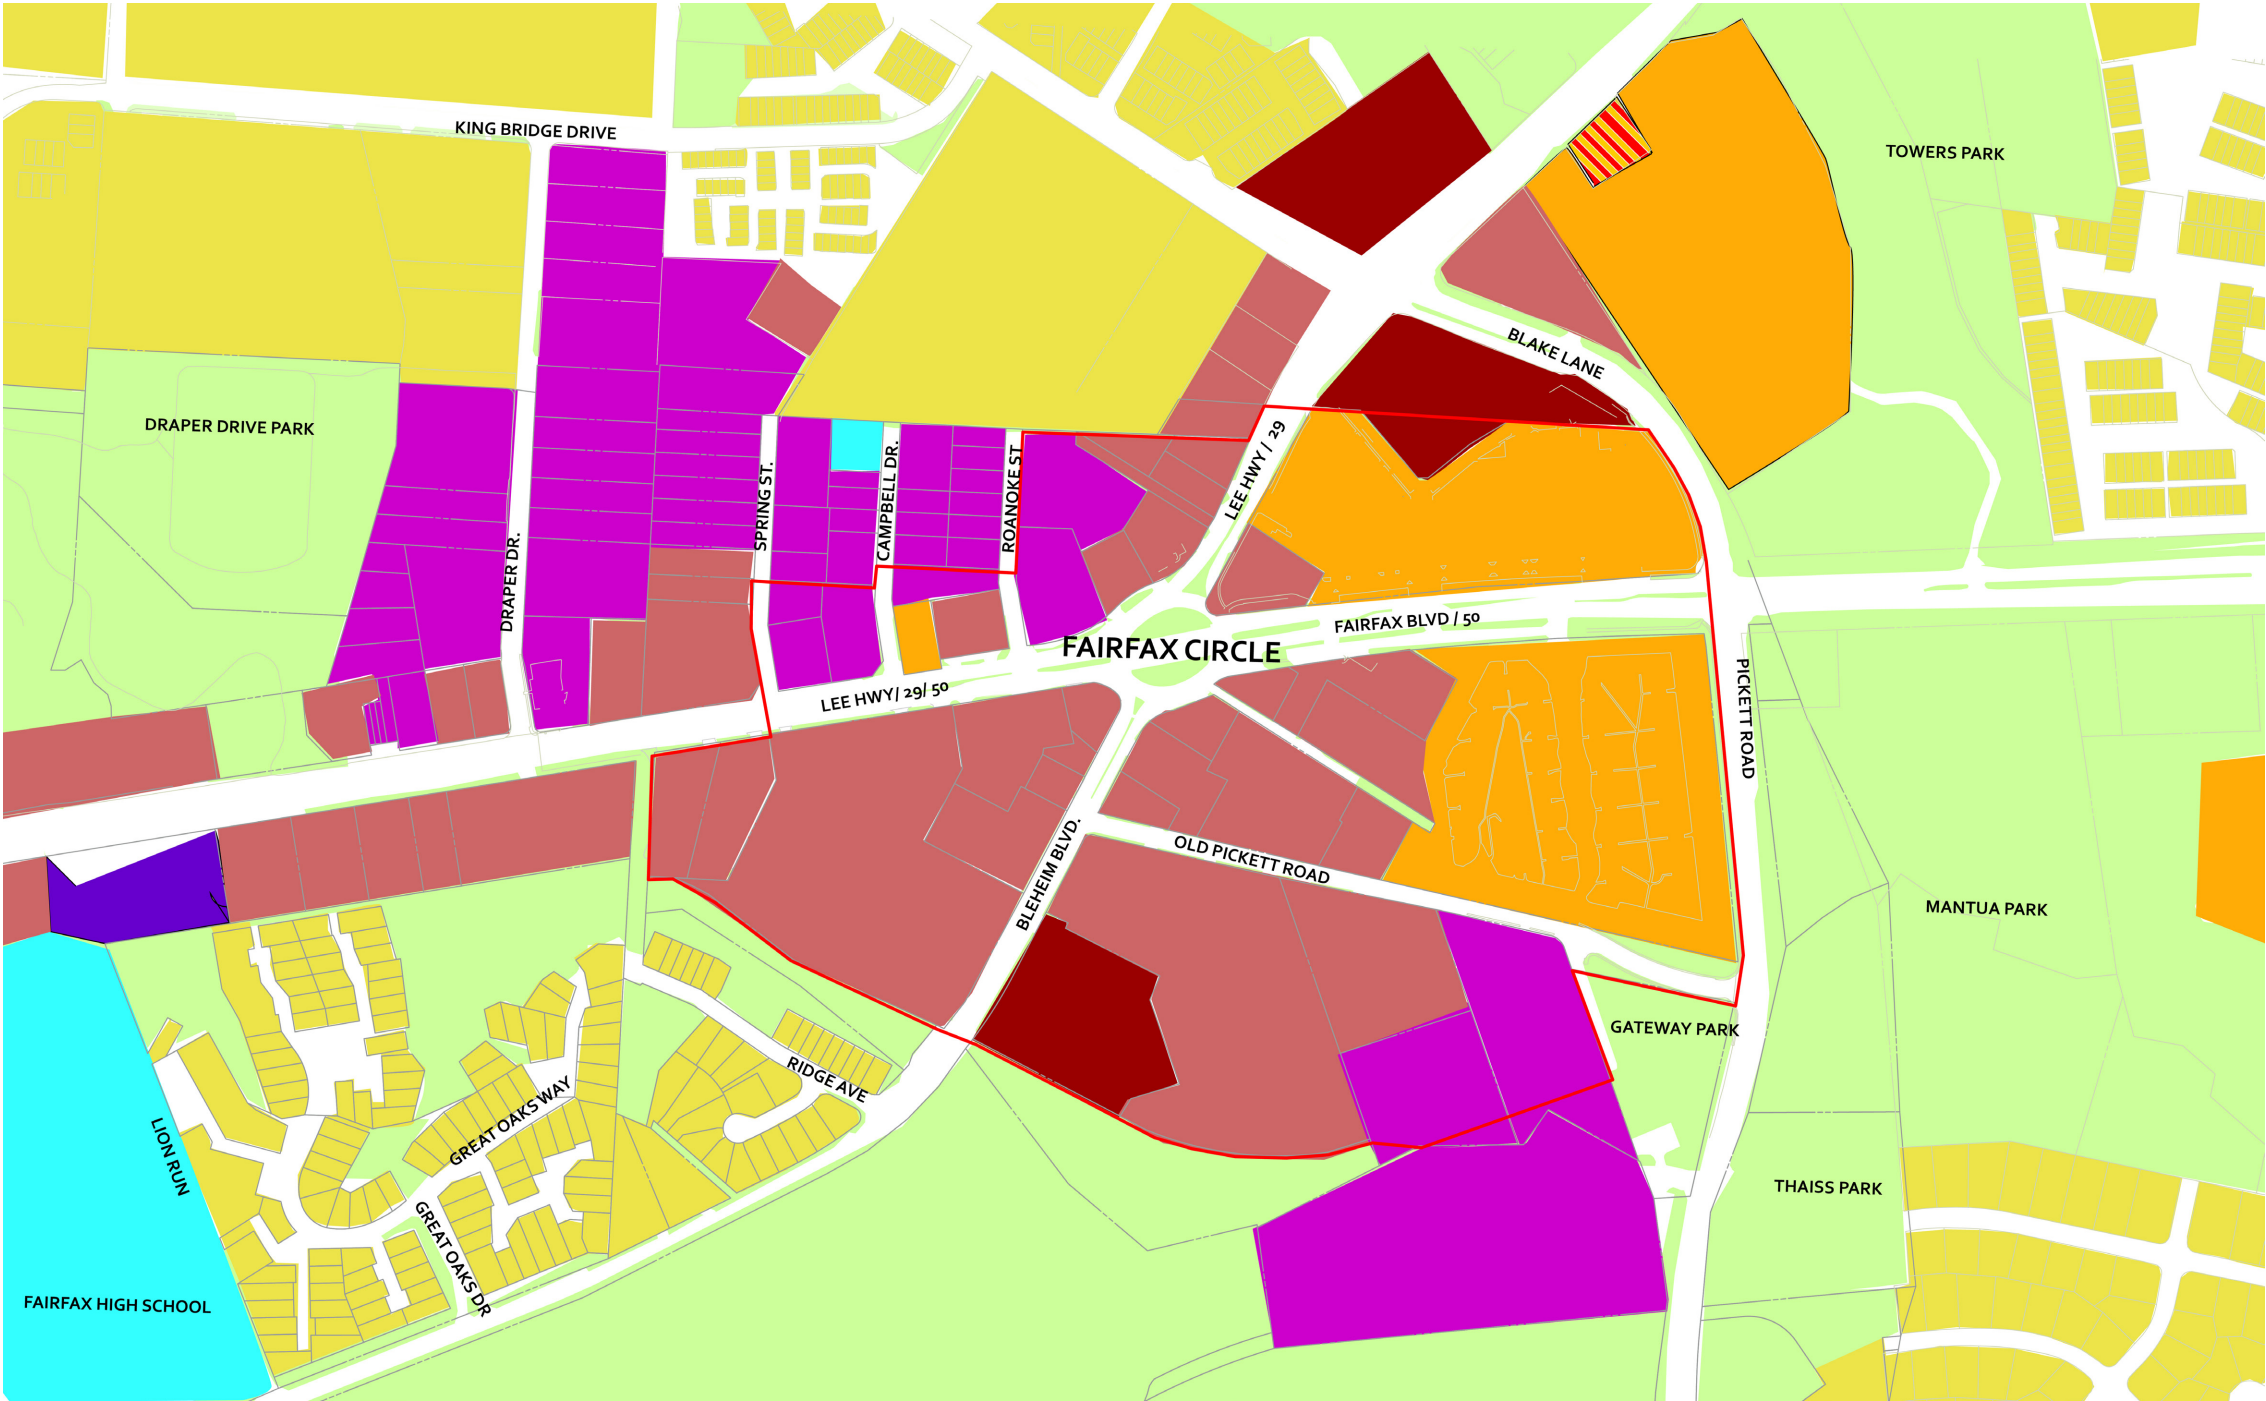 KING BRIDGE DRIVE
TOWERS PARK
BLAKE LANE
DRAPER DRIVE PARK
LEE HWY / 29
SPRING ST.
CAMPBELL DR.
ROANOKE ST
DRAPER DR.
FAIRFAX BLVD / 50
FAIRFAX CIRCLE
LEE HWY/ 29/ 50
PICKETT ROAD
OLD PICKETT ROAD
BLEHEIM BLVD.
MANTUA PARK
GATEWAY PARK
RIDGE AVE
GREAT OAKS WAY
LION RUN
THAISS PARK
GREAT OAKS DR
FAIRFAX HIGH SCHOOL